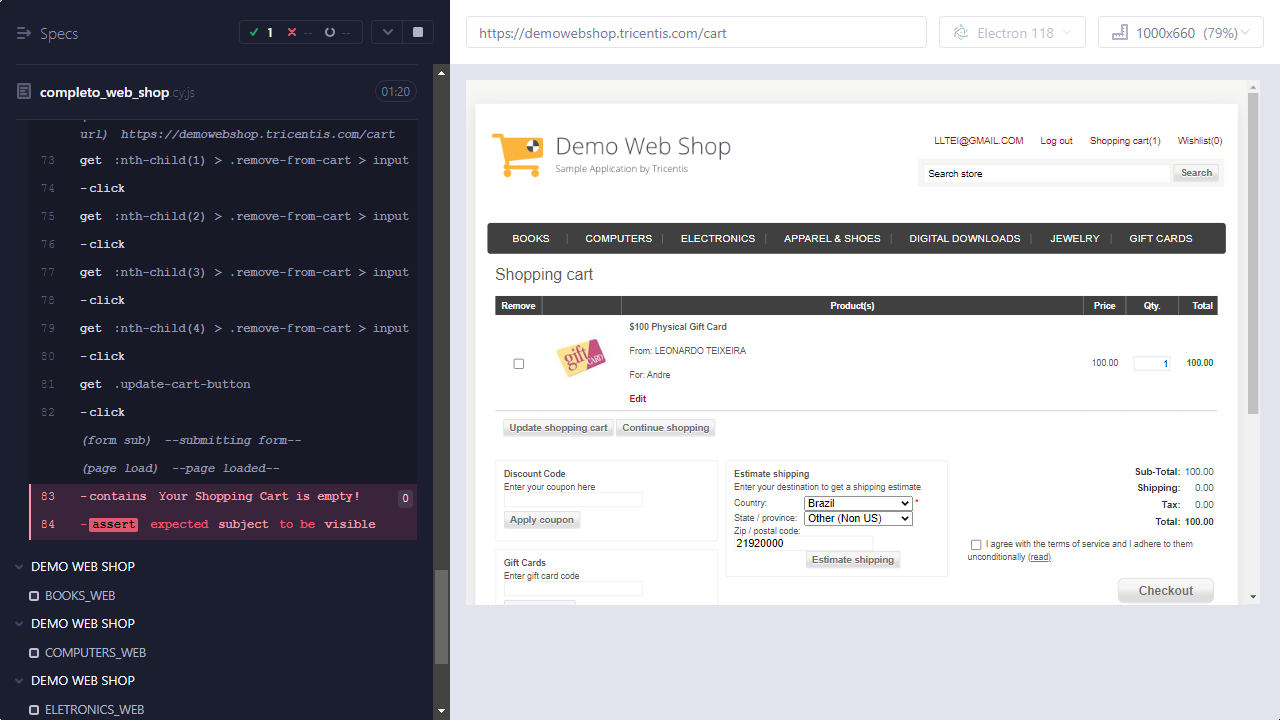 Specs
1
--
--
completo_web_shop.cy.js
01:20
url) https://demowebshop.tricentis.com/cart
73 get :nth-child(1) > .remove-from-cart > input
74 -click
75 get :nth-child(2) > .remove-from-cart > input
76 -click
77 get :nth-child(3) > .remove-from-cart > input
78 -click
79 get :nth-child(4) > .remove-from-cart > input
80 -click
81 get .update-cart-button
82 -click
(form sub) --submitting form--
(page load) --page loaded--
83 -contains Your Shopping Cart is empty! 0
84 -assert expected subject to be visible
DEMO WEB SHOP
BOOKS_WEB
DEMO WEB SHOP
COMPUTERS_WEB
DEMO WEB SHOP
ELETRONICS_WEB
https://demowebshop.tricentis.com/cart
Electron 118
1000x660 (79%)
Demo Web Shop
Sample Application by Tricentis
LLTEI@GMAIL.COM Log out Shopping cart(1) Wishlist(0)
Search store Search
BOOKS | COMPUTERS | ELECTRONICS | APPAREL & SHOES | DIGITAL DOWNLOADS | JEWELRY | GIFT CARDS
Shopping cart
Remove Product(s) Price Qty. Total
gift CARD
$100 Physical Gift Card
From: LEONARDO TEIXEIRA
For: Andre
Edit
100.00 1 100.00
Update shopping cart Continue shopping
Discount Code
Enter your coupon here
Apply coupon
Gift Cards
Enter gift card code
Estimate shipping
Enter your destination to get a shipping estimate
Country: Brazil *
State / province: Other (Non US)
Zip / postal code:
21920000
Estimate shipping
Sub-Total: 100.00
Shipping: 0.00
Tax: 0.00
Total: 100.00
I agree with the terms of service and I adhere to them
unconditionally (read)
Checkout